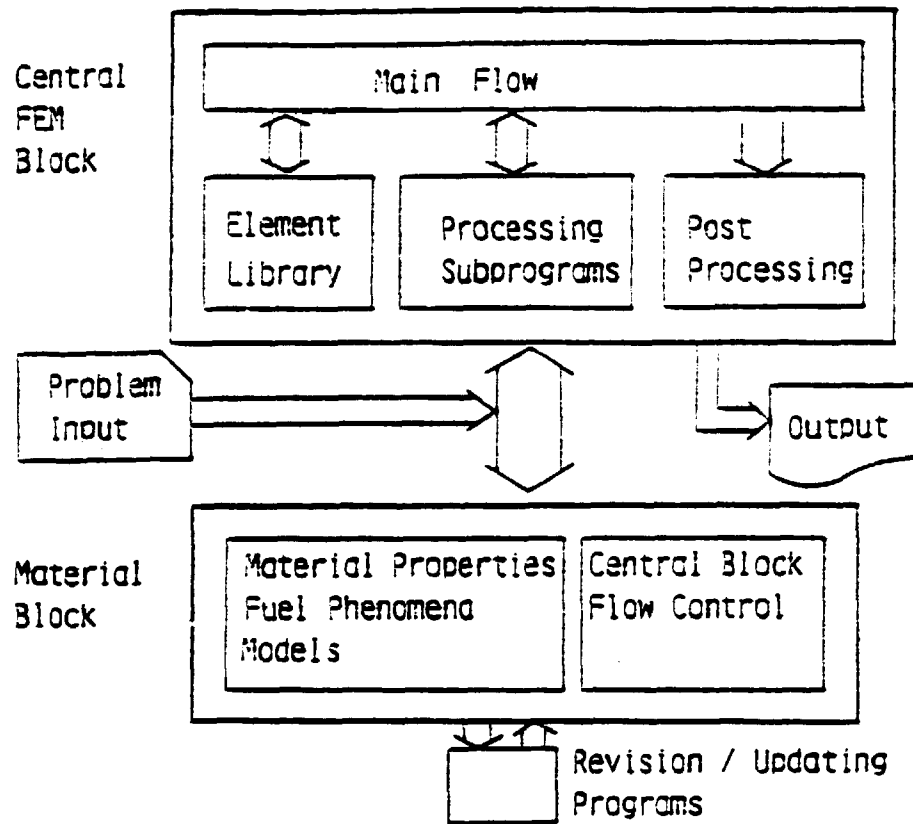 Central
FEM
Block
Main Flow
Element
Library
Processing
Subprograms
Post
Processing
Problem
Input
Output
Material
Block
Material Properties
Fuel Phenomena
Models
Central Block
Flow Control
Revision / Updating
Programs